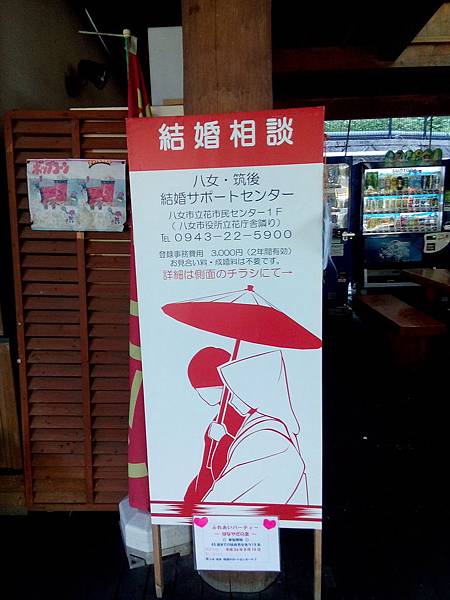 結婚相談
八女・筑後
結婚サポートセンター
八女市立花市民センター1F
(八女市役所立花庁舎隣り)
TEL 0943-22-5900
登録事務費用 3,000円(2年間有効)
お見合い料・成婚料は不要です。
詳細は側面のチラシにて→
ふれあいパーティー